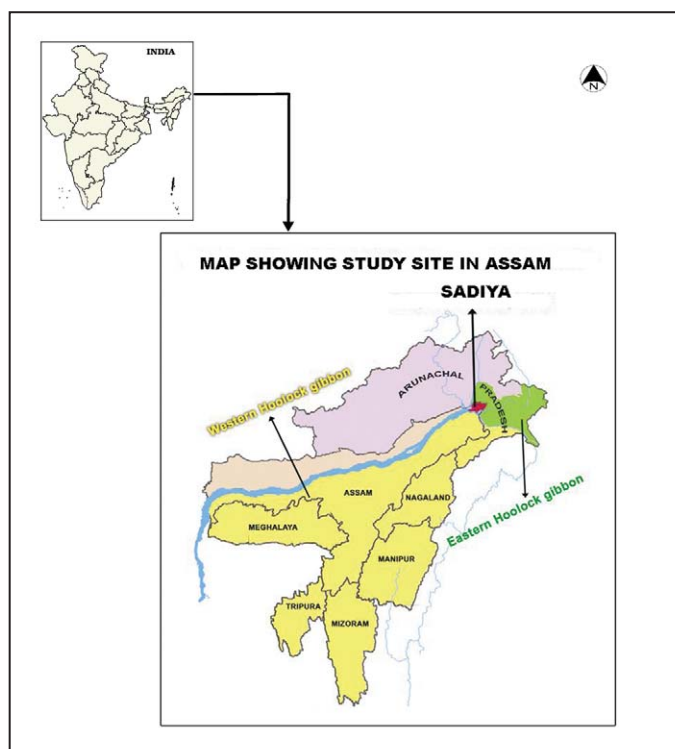 INDIA
N
MAP SHOWING STUDY SITE IN ASSAM
SADIYA
Western Hoolock gibbon
ARUNACHAL
PRADESH
ASSAM
NAGALAND
MEGHALAYA
Eastern Hoolock gibbon
MANIPUR
TRIPURA
MIZORAM